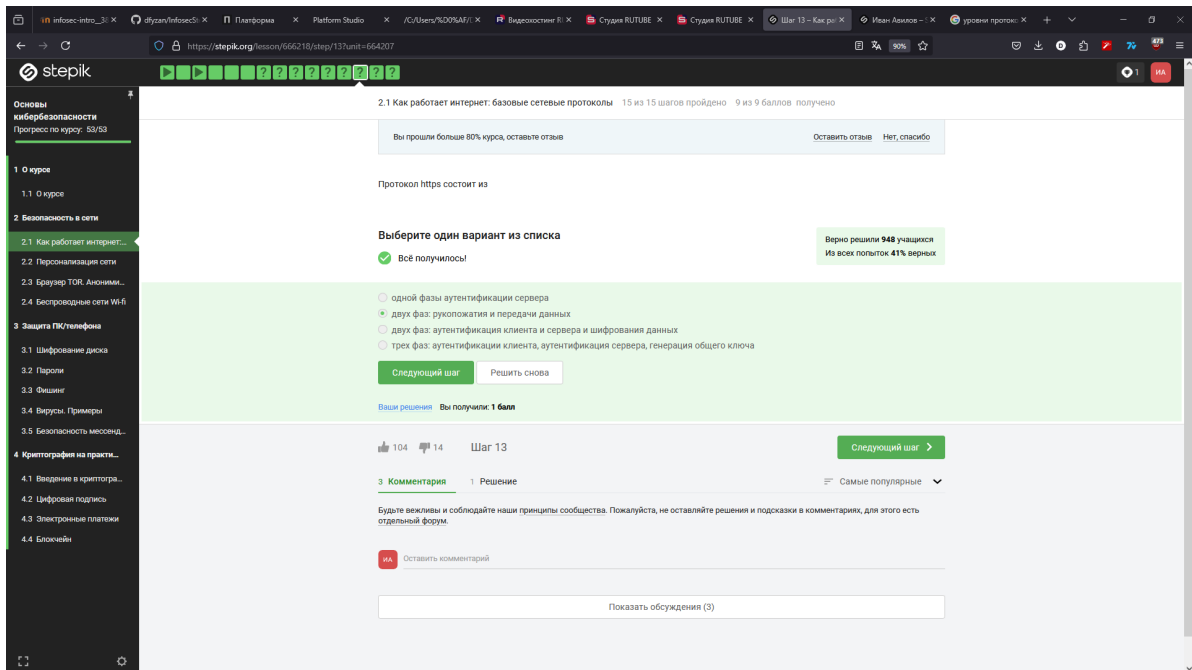 infosec-intro_38
dfyzan/InfosecSt
Платформа
Platform Studio
/C:/Users/%D0%AF/D
Видеохостинг RU
Студия RUTUBE
Студия RUTUBE
Шаг 13 – Как раб
Иван Авилов – S
уровни протоко
https://stepik.org/lesson/666218/step/13?unit=664207
90%
473
stepik
1
ИА
Основы
кибербезопасности
Прогресс по курсу: 53/53
1 О курсе
1.1 О курсе
2 Безопасность в сети
2.1 Как работает интернет:...
2.2 Персонализация сети
2.3 Браузер TOR. Аноними...
2.4 Беспроводные сети Wi-fi
3 Защита ПК/телефона
3.1 Шифрование диска
3.2 Пароли
3.3 Фишинг
3.4 Вирусы. Примеры
3.5 Безопасность мессенд...
4 Криптография на практи...
4.1 Введение в криптогра...
4.2 Цифровая подпись
4.3 Электронные платежи
4.4 Блокчейн
2.1 Как работает интернет: базовые сетевые протоколы 15 из 15 шагов пройдено 9 из 9 баллов получено
Вы прошли больше 80% курса, оставьте отзыв Оставить отзыв Нет, спасибо
Протокол https состоит из
Выберите один вариант из списка
Всё получилось!
Верно решили 948 учащихся
Из всех попыток 41% верных
одной фазы аутентификации сервера
двух фаз: рукопожатия и передачи данных
двух фаз: аутентификация клиента и сервера и шифрования данных
трех фаз: аутентификации клиента, аутентификация сервера, генерация общего ключа
Следующий шаг Решить снова
Ваши решения Вы получили: 1 балл
104 14 Шаг 13 Следующий шаг
3 Комментария 1 Решение Самые популярные
Будьте вежливы и соблюдайте наши принципы сообщества. Пожалуйста, не оставляйте решения и подсказки в комментариях, для этого есть
отдельный форум.
ИА Оставить комментарий
Показать обсуждения (3)